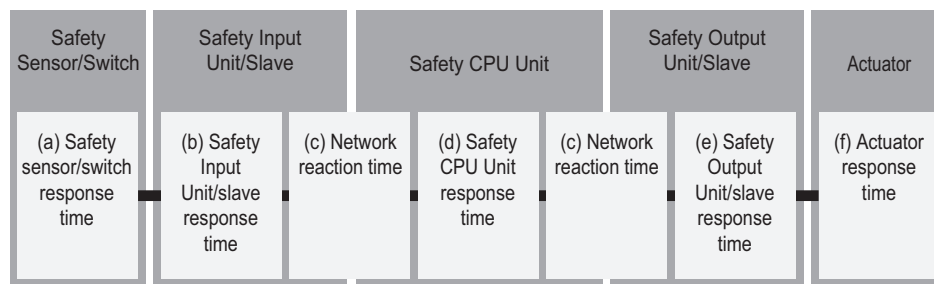 Safety
Sensor/Switch
Safety Input
Unit/Slave
Safety CPU Unit
Safety Output
Unit/Slave
Actuator
(a) Safety
sensor/switch
response
time
(b) Safety
Input
Unit/slave
response
time
(c) Network
reaction time
(d) Safety
CPU Unit
response
time
(c) Network
reaction time
(e) Safety
Output
Unit/slave
response
time
(f) Actuator
response
time